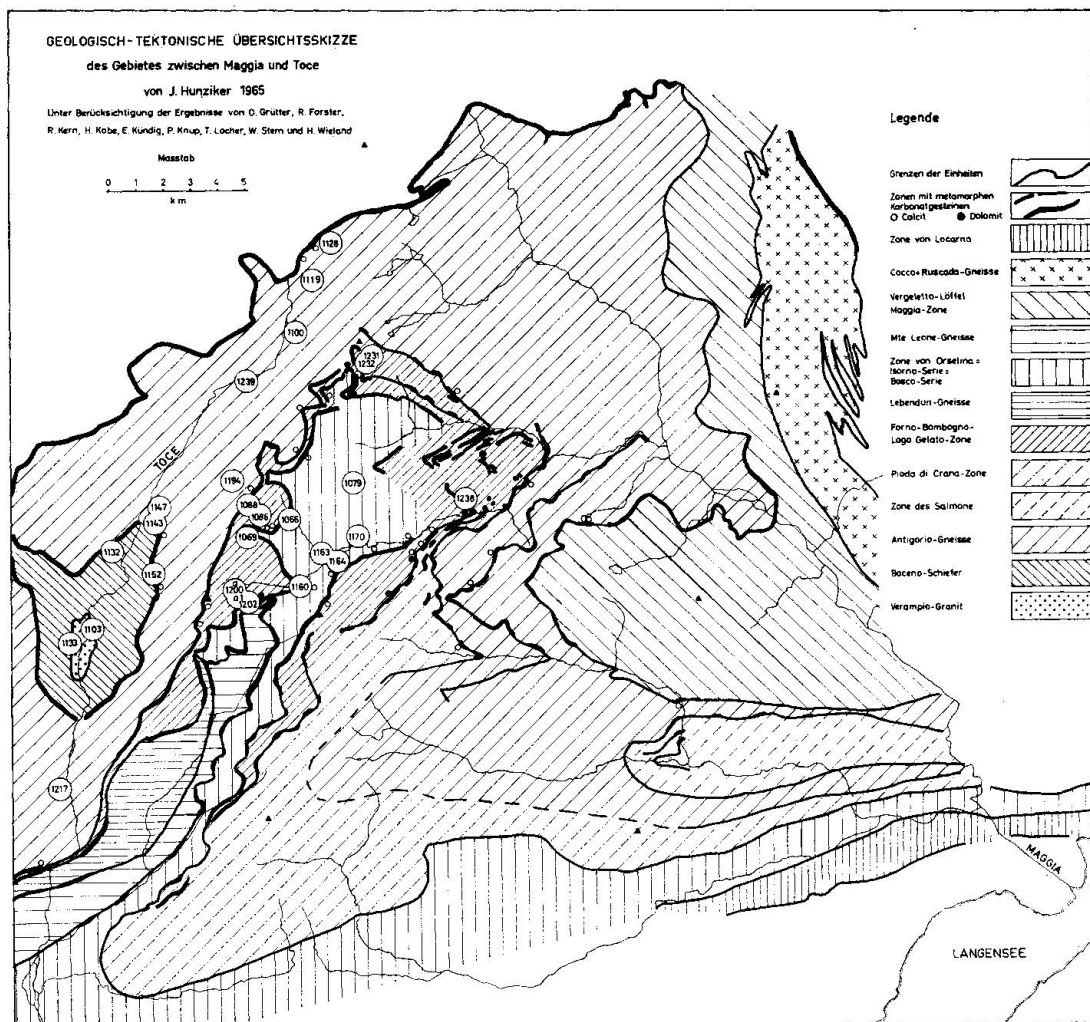 GEOLOGISCH-TEKTONISCHE ÜBERSICHTSSKIZZE
des Gebietes zwischen Maggia und Toce
von J. Hunziker 1965
Unter Berücksichtigung der Ergebnisse von O. Grütter, R. Forster,
R. Kern, H. Kobe, E. Kündig, P. Knup, T. Locher, W. Stern und H. Wieland
Masstab
0 1 2 3 4 5
km
Legende
Grenzen der Einheiten
Zonen mit metamorphen
Karbonatgesteinen
Calcit Dolomit
Zone von Locarno
Cocco+Ruscada-Gneisse
Vergeletto-Löffel
Maggia-Zone
Mte Leone-Gneisse
Zone von Orselina=
Isorno-Serie=
Bosco-Serie
Lebendun-Gneisse
Forno-Bombogno-
Lago Gelato-Zone
Pioda di Crana-Zone
Zone des Salmone
Antigorio-Gneisse
Baceno-Schiefer
Verampio-Granit
1128
1119
1100
1231
1232
1239
TOCE
1194
1079
1238
1147
1143
1088
1086
1066
1069
1170
1132
1163
1164
1152
1160
1200
1202
1103
1133
1217
MAGGIA
LANGENSEE